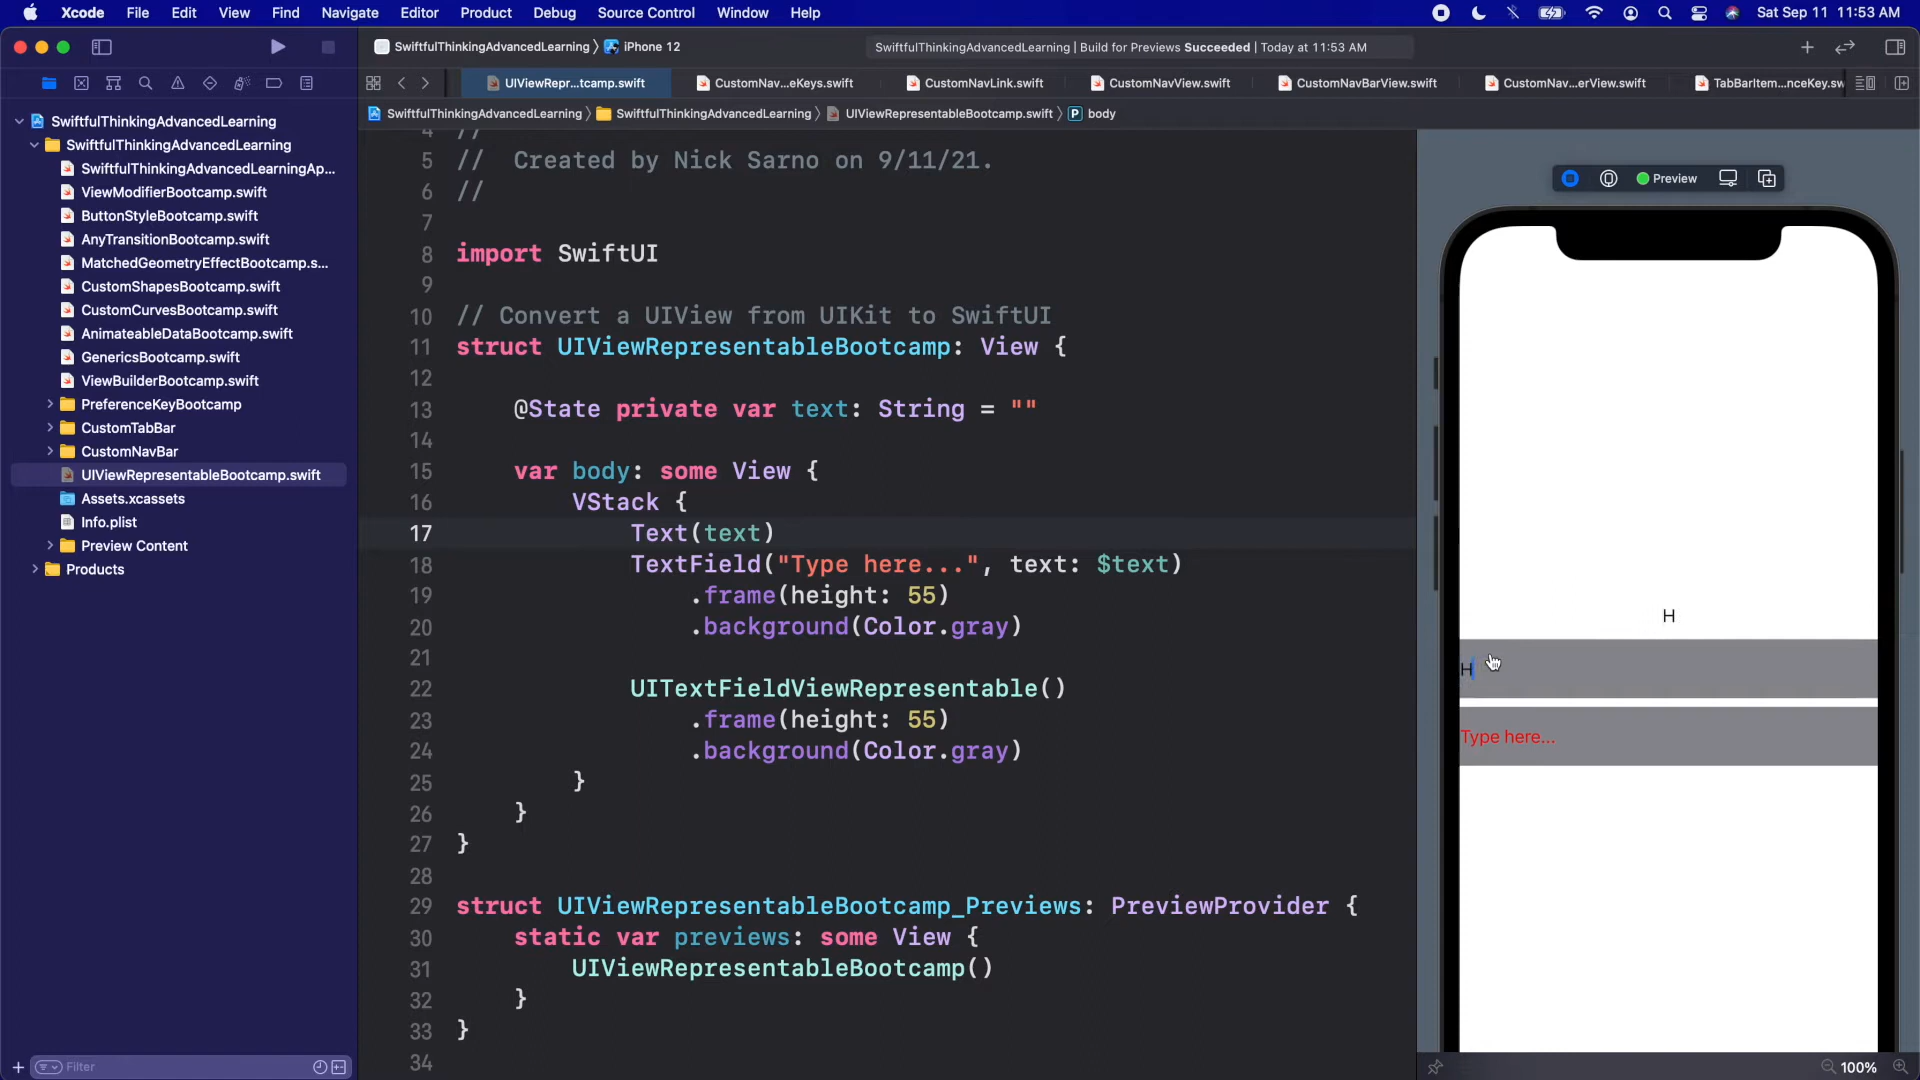 Xcode File Edit View Find Navigate Editor Product Debug Source Control Window Help Sat Sep 11 11:53 AM
SwiftfulThinkingAdvancedLearning iPhone 12 SwiftfulThinkingAdvancedLearning | Build for Previews Succeeded | Today at 11:53 AM
UIViewRepr...tcamp.swift CustomNav...eKeys.swift CustomNavLink.swift CustomNavView.swift CustomNavBarView.swift CustomNav...erView.swift TabBarItem...nceKey.sw
SwiftfulThinkingAdvancedLearning SwiftfulThinkingAdvancedLearning UIViewRepresentableBootcamp.swift P body
SwiftfulThinkingAdvancedLearning
SwiftfulThinkingAdvancedLearning
SwiftfulThinkingAdvancedLearningAp...
ViewModifierBootcamp.swift
ButtonStyleBootcamp.swift
AnyTransitionBootcamp.swift
MatchedGeometryEffectBootcamp.s...
CustomShapesBootcamp.swift
CustomCurvesBootcamp.swift
AnimateableDataBootcamp.swift
GenericsBootcamp.swift
ViewBuilderBootcamp.swift
PreferenceKeyBootcamp
CustomTabBar
CustomNavBar
UIViewRepresentableBootcamp.swift
Assets.xcassets
Info.plist
Preview Content
Products
Filter
4 //
5 // Created by Nick Sarno on 9/11/21.
6 //
7
8 import SwiftUI
9
10 // Convert a UIView from UIKit to SwiftUI
11 struct UIViewRepresentableBootcamp: View {
12
13 @State private var text: String = ""
14
15 var body: some View {
16 VStack {
17 Text(text)
18 TextField("Type here...", text: $text)
19 .frame(height: 55)
20 .background(Color.gray)
21
22 UITextFieldViewRepresentable()
23 .frame(height: 55)
24 .background(Color.gray)
25 }
26 }
27 }
28
29 struct UIViewRepresentableBootcamp_Previews: PreviewProvider {
30 static var previews: some View {
31 UIViewRepresentableBootcamp()
32 }
33 }
34
Preview
H
H
Type here...
100%